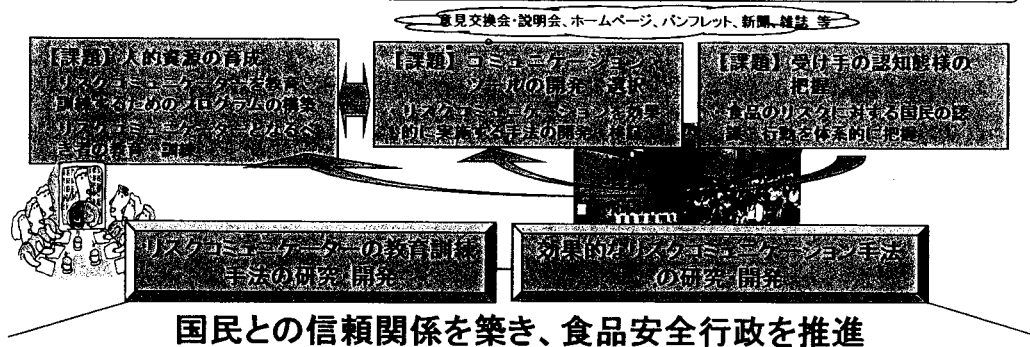 意見交換会・説明会、ホームページ、パンフレット、新聞、雑誌 等
【課題】人的資源の育成
リスクコミュニケーターを教育・
訓練するためのプログラムの構築
リスクコミュニケーターとなるべ
き者の教育・訓練
【課題】コミュニケーション
ツールの開発・選択
リスクコミュニケーションを効果
的に実施する手法の開発・検証
【課題】受け手の認知態様の
把握
食品のリスクに対する国民の認
識・行動を体系的に把握
リスクコミュニケーターの教育訓練
手法の研究・開発
効果的なリスクコミュニケーション手法
の研究・開発
国民との信頼関係を築き、食品安全行政を推進